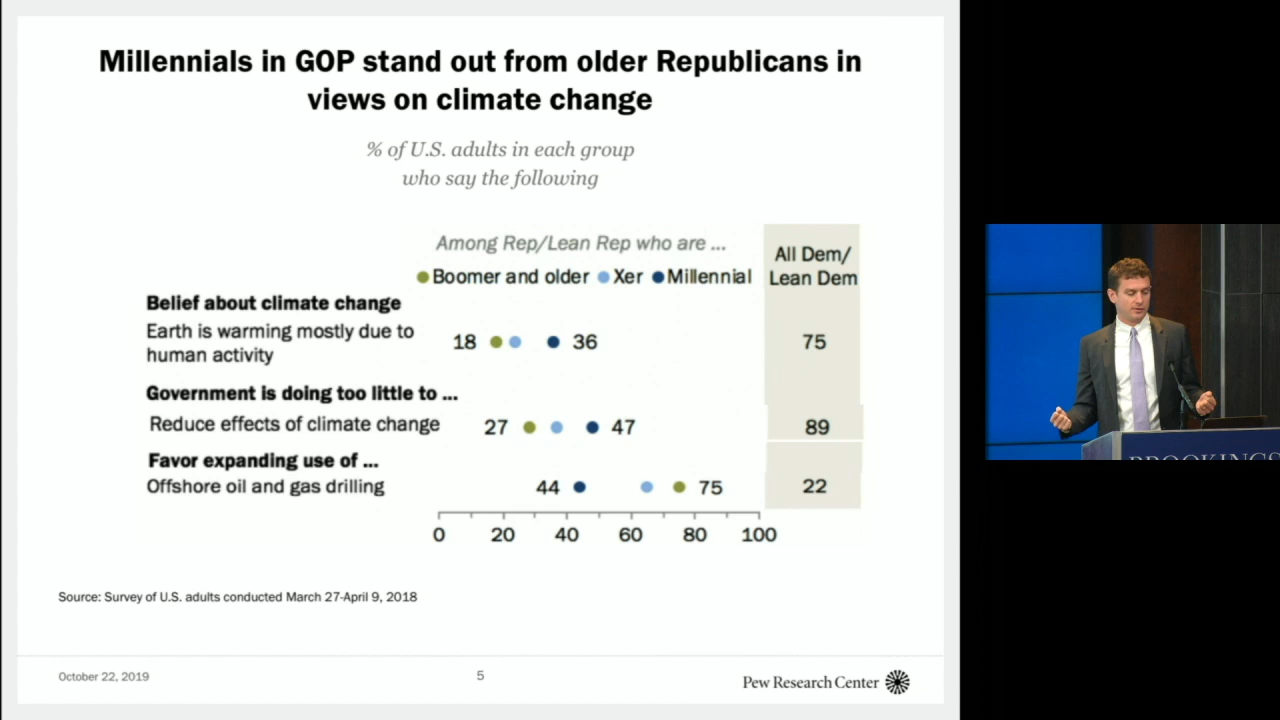 Millennials in GOP stand out from older Republicans in
views on climate change
% of U.S. adults in each group
who say the following
Among Rep/Lean Rep who are ...
All Dem/
Lean Dem
Boomer and older Xer Millennial
Belief about climate change
Earth is warming mostly due to
human activity
18 36 75
Government is doing too little to ...
Reduce effects of climate change 27 47 89
Favor expanding use of ...
Offshore oil and gas drilling 44 75 22
0 20 40 60 80 100
Source: Survey of U.S. adults conducted March 27-April 9, 2018
October 22, 2019 5 Pew Research Center
BROOKINGS